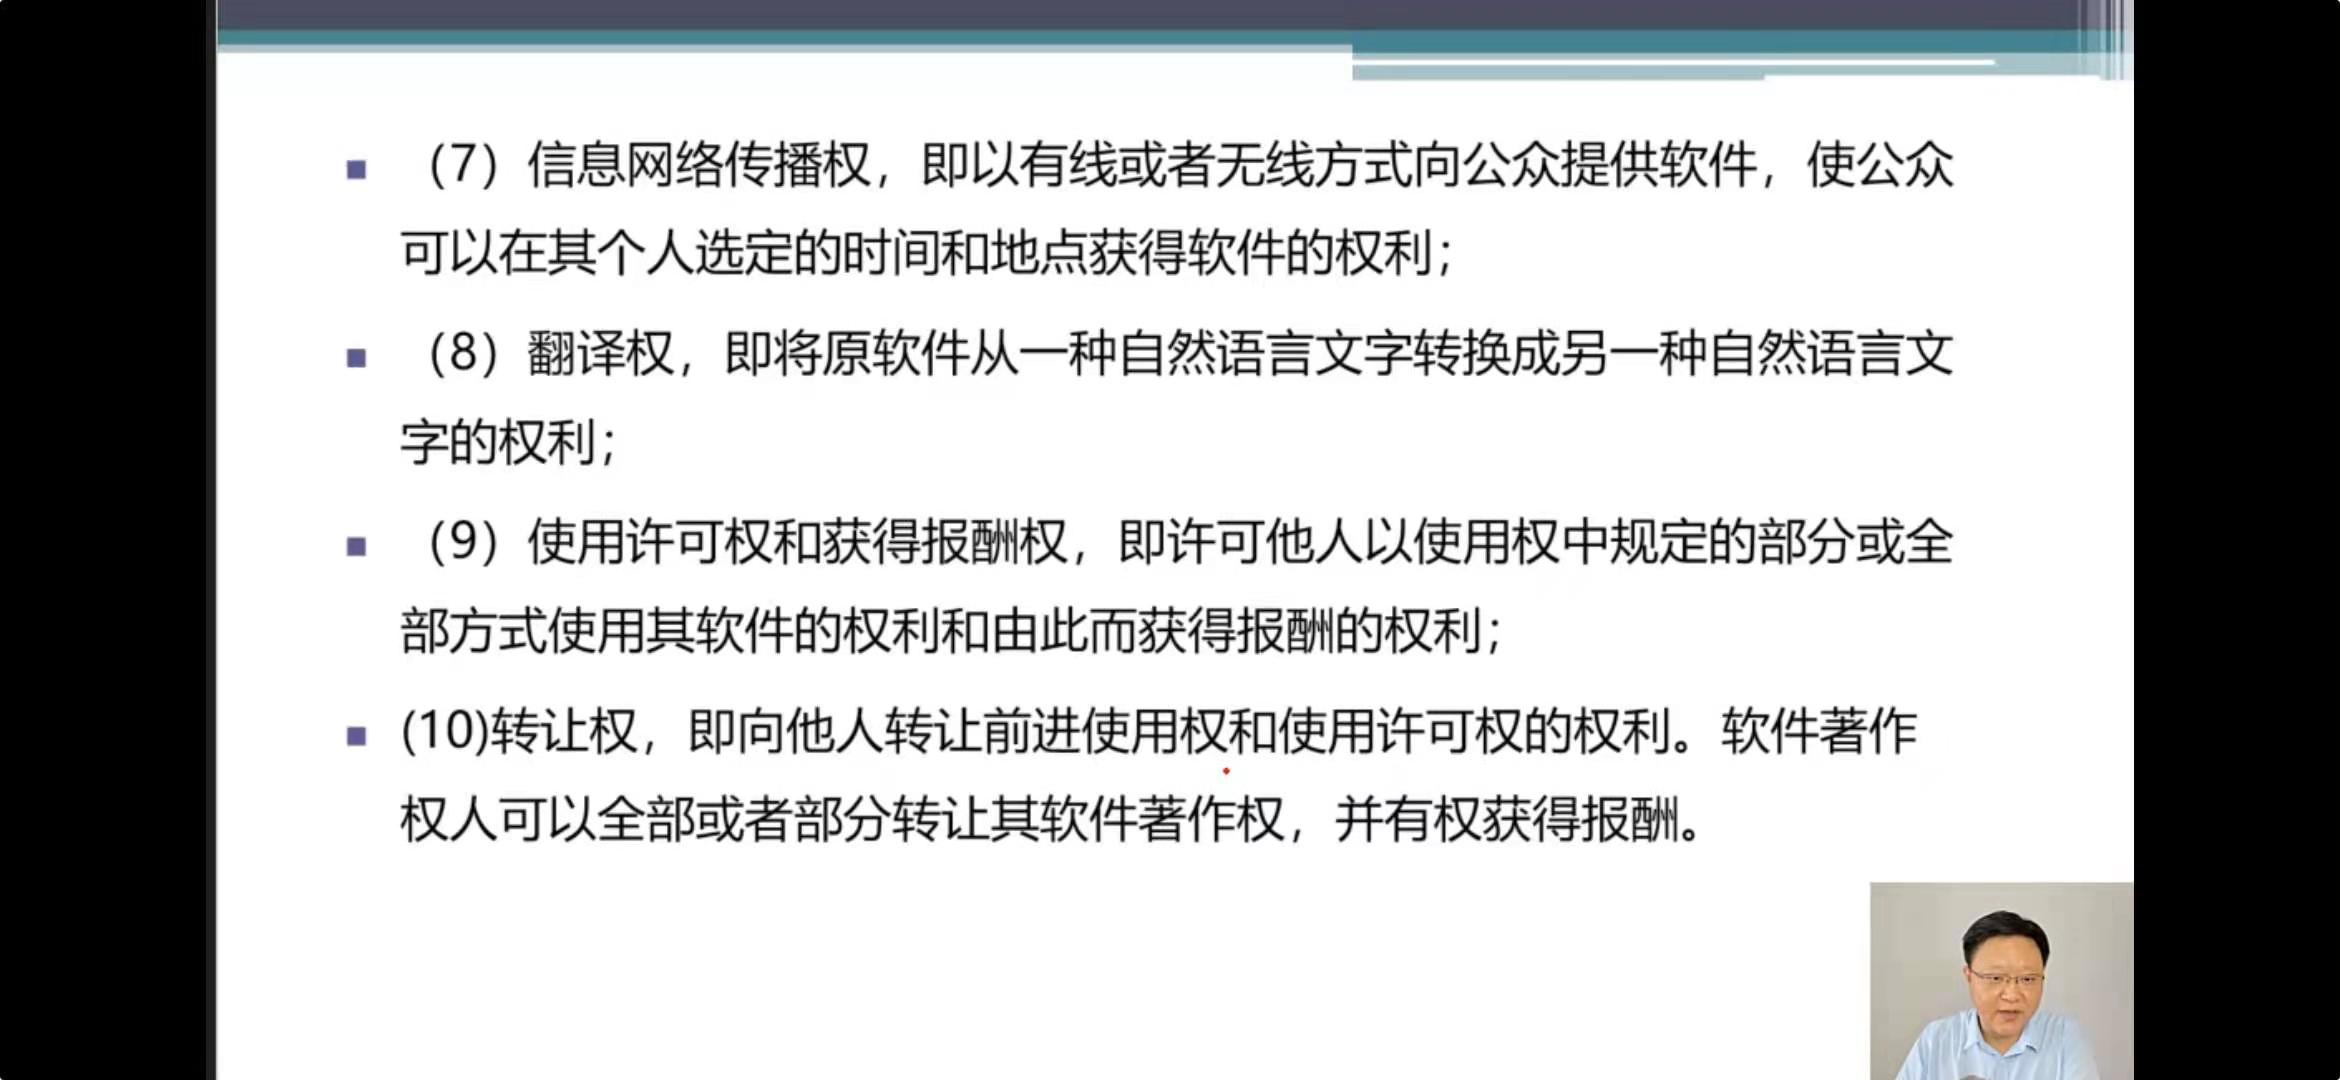 （7）信息网络传播权，即以有线或者无线方式向公众提供软件，使公众
可以在其个人选定的时间和地点获得软件的权利；
（8）翻译权，即将原软件从一种自然语言文字转换成另一种自然语言文
字的权利；
（9）使用许可权和获得报酬权，即许可他人以使用权中规定的部分或全
部方式使用其软件的权利和由此而获得报酬的权利；
(10)转让权，即向他人转让前进使用权和使用许可权的权利。软件著作
权人可以全部或者部分转让其软件著作权，并有权获得报酬。